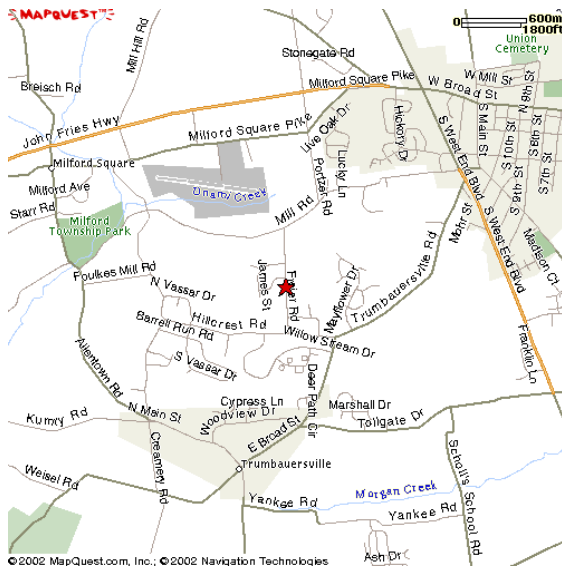 MAPQUEST
TM
0
600m
1800ft
Union
Cemetery
Stonegate Rd
Mill Hill Rd
Breisch Rd
Milford Square Pike
W Broad St
W Mill St
N 9th St
John Fries Hwy
Milford Square Pike
Live Oak Dr
Hickory Dr
S West End Blvd
S Main St
S 10th St
S 9th St
S 8th St
S 7th St
Milford Square
Lucky Ln
Portzer Rd
Milford Ave
Unami Creek
Starr Rd
Milford
Township Park
Mill Rd
Mohr St
S West End Blvd
Madison Ct
Foulkes Mill Rd
James St
N Vassar Dr
Mayflower Dr
Trumbauersville Rd
Hillcrest Rd
Barrell Run Rd
Willow Stream Dr
S Vassar Dr
Franklin Ln
Allentown Rd
Deer Path Cir
Cypress Ln
Marshall Dr
N Main St
Woodview Dr
Kumry Rd
E Broad St
Tollgate Dr
Creamery Rd
Trumbauersville
Weisel Rd
Scholl's School Rd
Morgan Creek
Yankee Rd
Yankee Rd
Ash Dr
©2002 MapQuest.com, Inc.; ©2002 Navigation Technologies